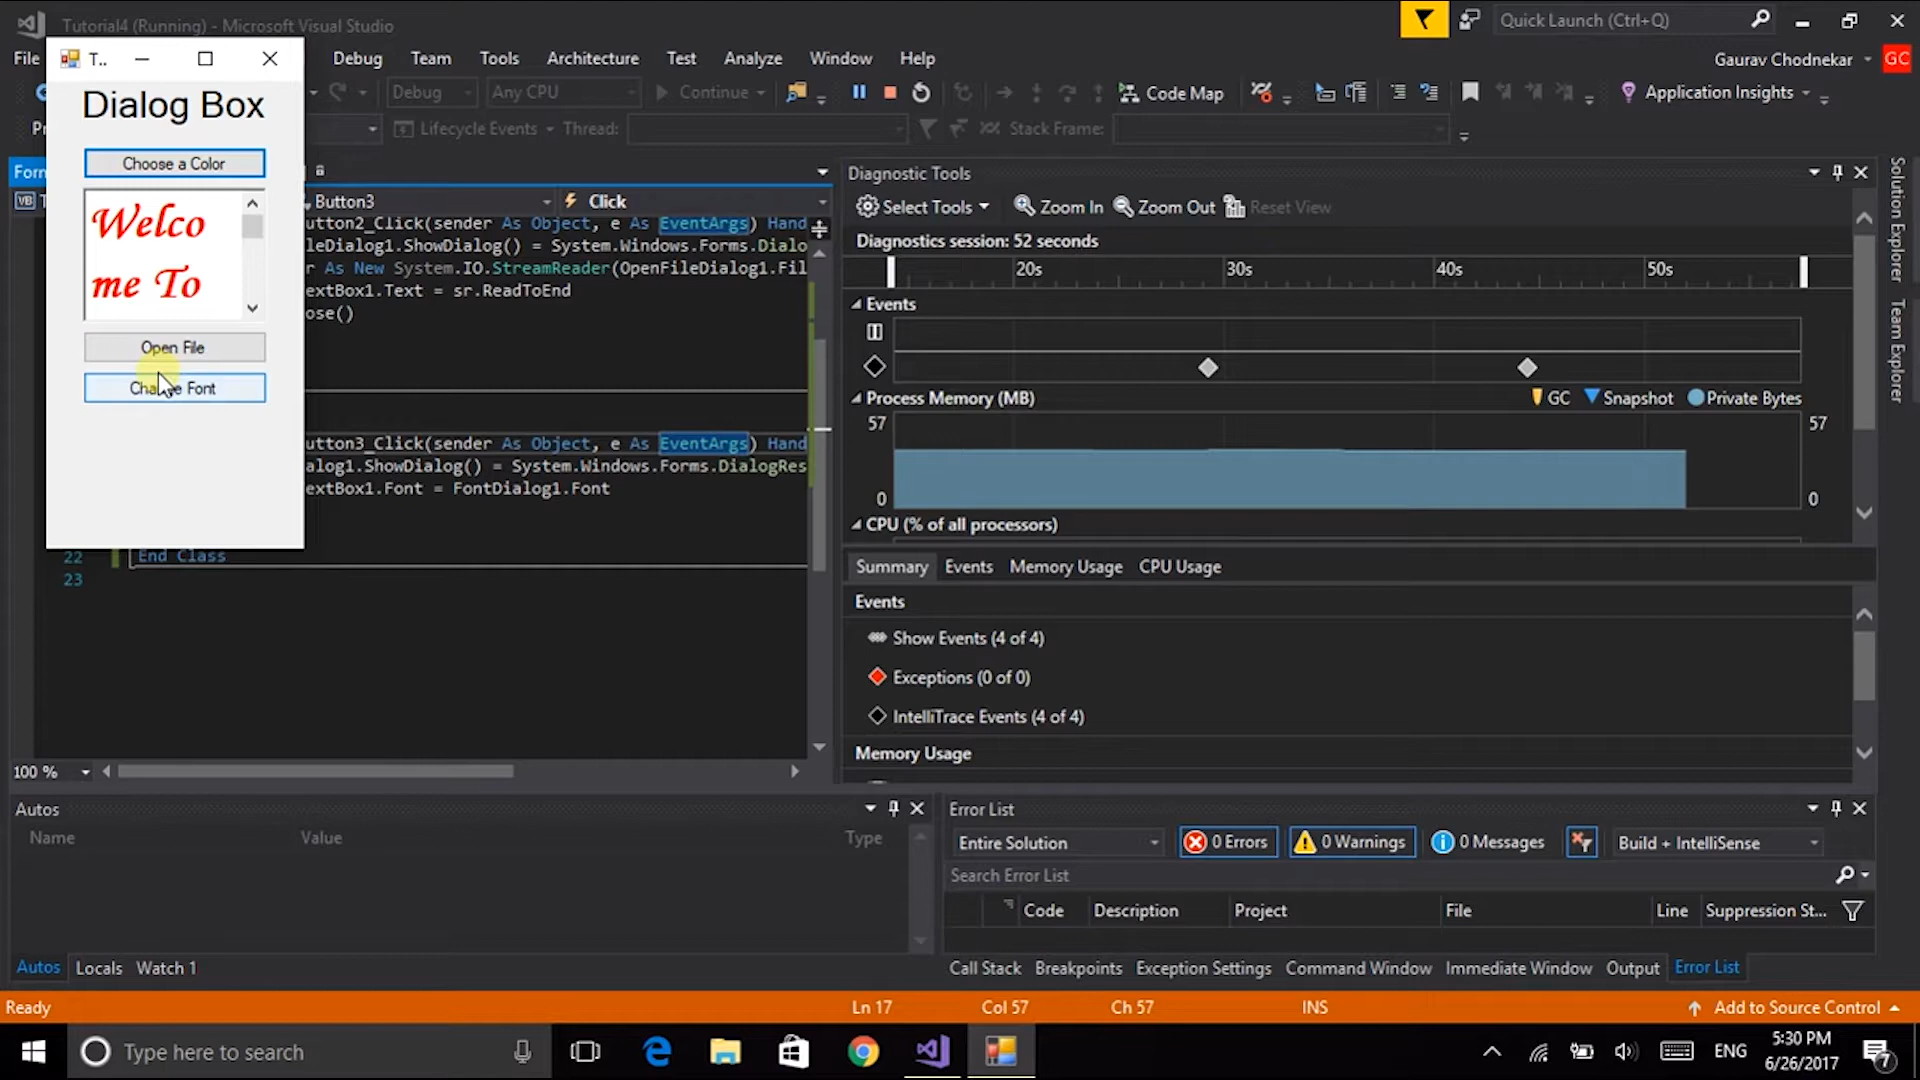 Tutorial4 (Running) - Microsoft Visual Studio
Quick Launch (Ctrl+Q)
File
T..
Debug Team Tools Architecture Test Analyze Window Help
Gaurav Chodnekar
GC
Debug Any CPU Continue
Code Map
Application Insights
Lifecycle Events Thread:
Stack Frame:
Dialog Box
Choose a Color
Welco
me To
Open File
Change Font
Button3
Click
utton2_Click(sender As Object, e As EventArgs) Hand
ileDialog1.ShowDialog() = System.Windows.Forms.Dialo
r As New System.IO.StreamReader(OpenFileDialog1.Fil
extBox1.Text = sr.ReadToEnd
ose()
utton3_Click(sender As Object, e As EventArgs) Hand
alog1.ShowDialog() = System.Windows.Forms.DialogRes
extBox1.Font = FontDialog1.Font
22 End Class
23
100 %
Diagnostic Tools
Select Tools Zoom In Zoom Out Reset View
Diagnostics session: 52 seconds
20s 30s 40s 50s
Events
Process Memory (MB)
GC Snapshot Private Bytes
57 57
0 0
CPU (% of all processors)
Summary Events Memory Usage CPU Usage
Events
Show Events (4 of 4)
Exceptions (0 of 0)
IntelliTrace Events (4 of 4)
Memory Usage
Solution Explorer
Team Explorer
Autos
Name Value Type
Autos Locals Watch 1
Error List
Entire Solution 0 Errors 0 Warnings 0 Messages Build + IntelliSense
Search Error List
Code Description Project File Line Suppression St...
Call Stack Breakpoints Exception Settings Command Window Immediate Window Output Error List
Ready
Ln 17 Col 57 Ch 57 INS
Add to Source Control
Type here to search
ENG
5:30 PM
6/26/2017
7